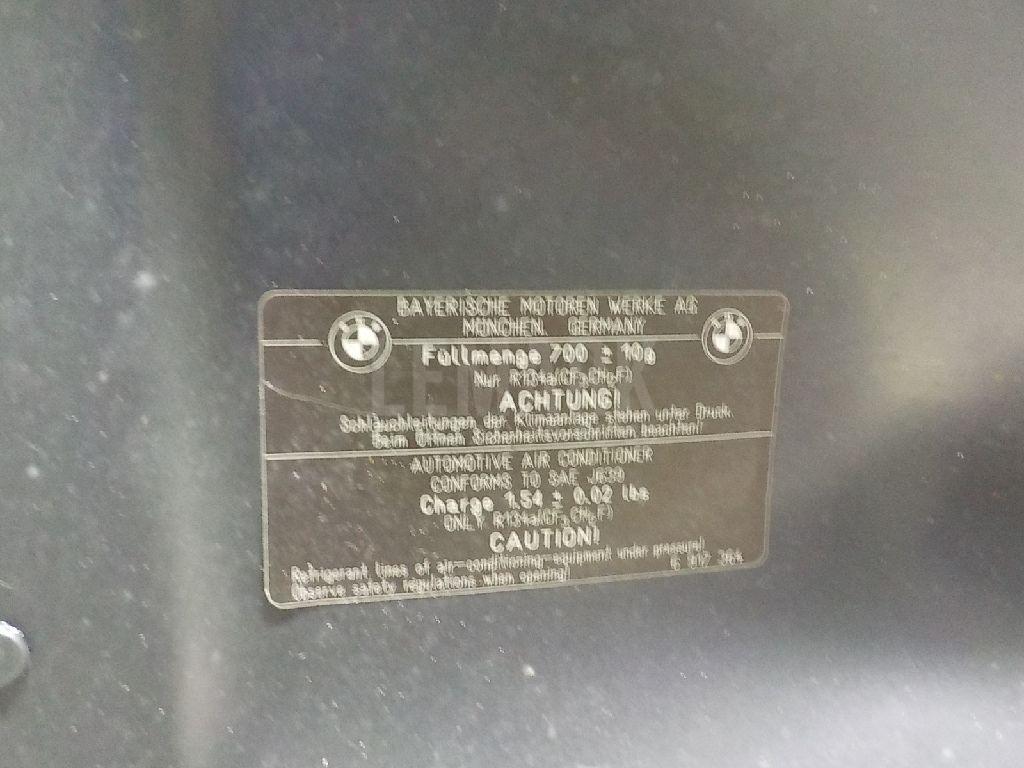 BAYERISCHE MOTOREN WERKE AG
MÜNCHEN GERMANY
Füllmenge 700 ± 10g
Nur R134a(CF3CH2F)
ACHTUNG!
Schlauchleitungen der Klimaanlage stehen unter Druck.
Beim Öffnen Sicherheitsvorschriften beachten!
AUTOMOTIVE AIR CONDITIONER
CONFORMS TO SAE J639
Charge 1,54 ± 0.02 lbs
ONLY R134a(CF3CH2F)
CAUTION!
Refrigerant lines of air-conditioning-equipment under pressure!
Observe safety regulations when opening!